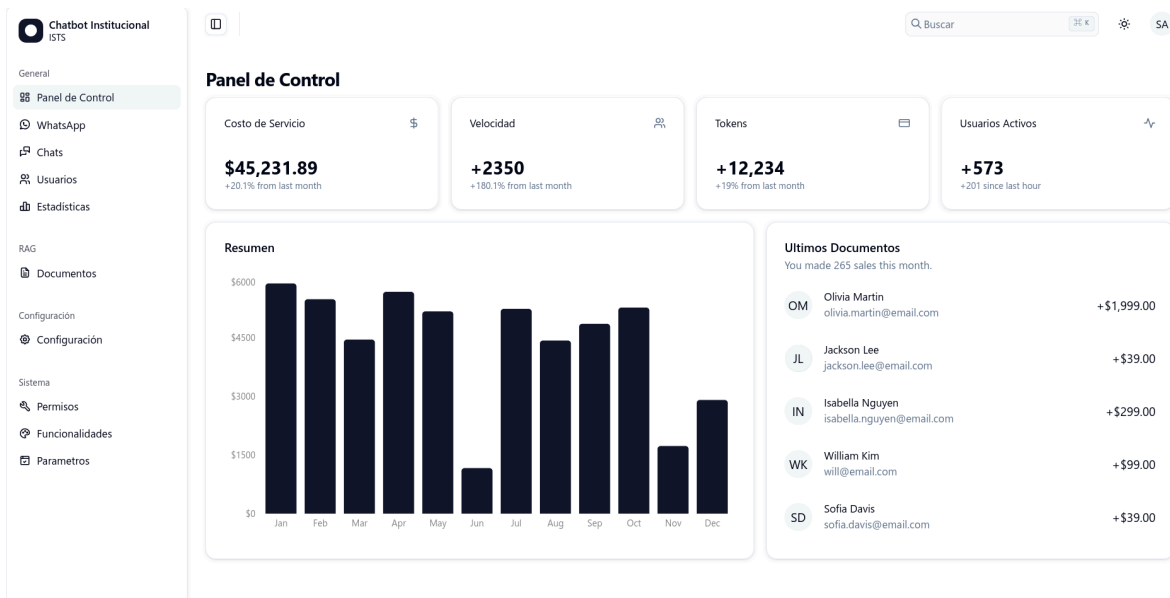 Chatbot Institucional
ISTS
General
Panel de Control
WhatsApp
Chats
Usuarios
Estadísticas
RAG
Documentos
Configuración
Configuración
Sistema
Permisos
Funcionalidades
Parametros
Buscar
⌘ K
SA
Panel de Control
Costo de Servicio
$45,231.89
+20.1% from last month
Velocidad
+2350
+180.1% from last month
Tokens
+12,234
+19% from last month
Usuarios Activos
+573
+201 since last hour
Resumen
$6000
$4500
$3000
$1500
$0
Jan Feb Mar Apr May Jun Jul Aug Sep Oct Nov Dec
Ultimos Documentos
You made 265 sales this month.
OM
Olivia Martin
olivia.martin@email.com
+$1,999.00
JL
Jackson Lee
jackson.lee@email.com
+$39.00
IN
Isabella Nguyen
isabella.nguyen@email.com
+$299.00
WK
William Kim
will@email.com
+$99.00
SD
Sofia Davis
sofia.davis@email.com
+$39.00